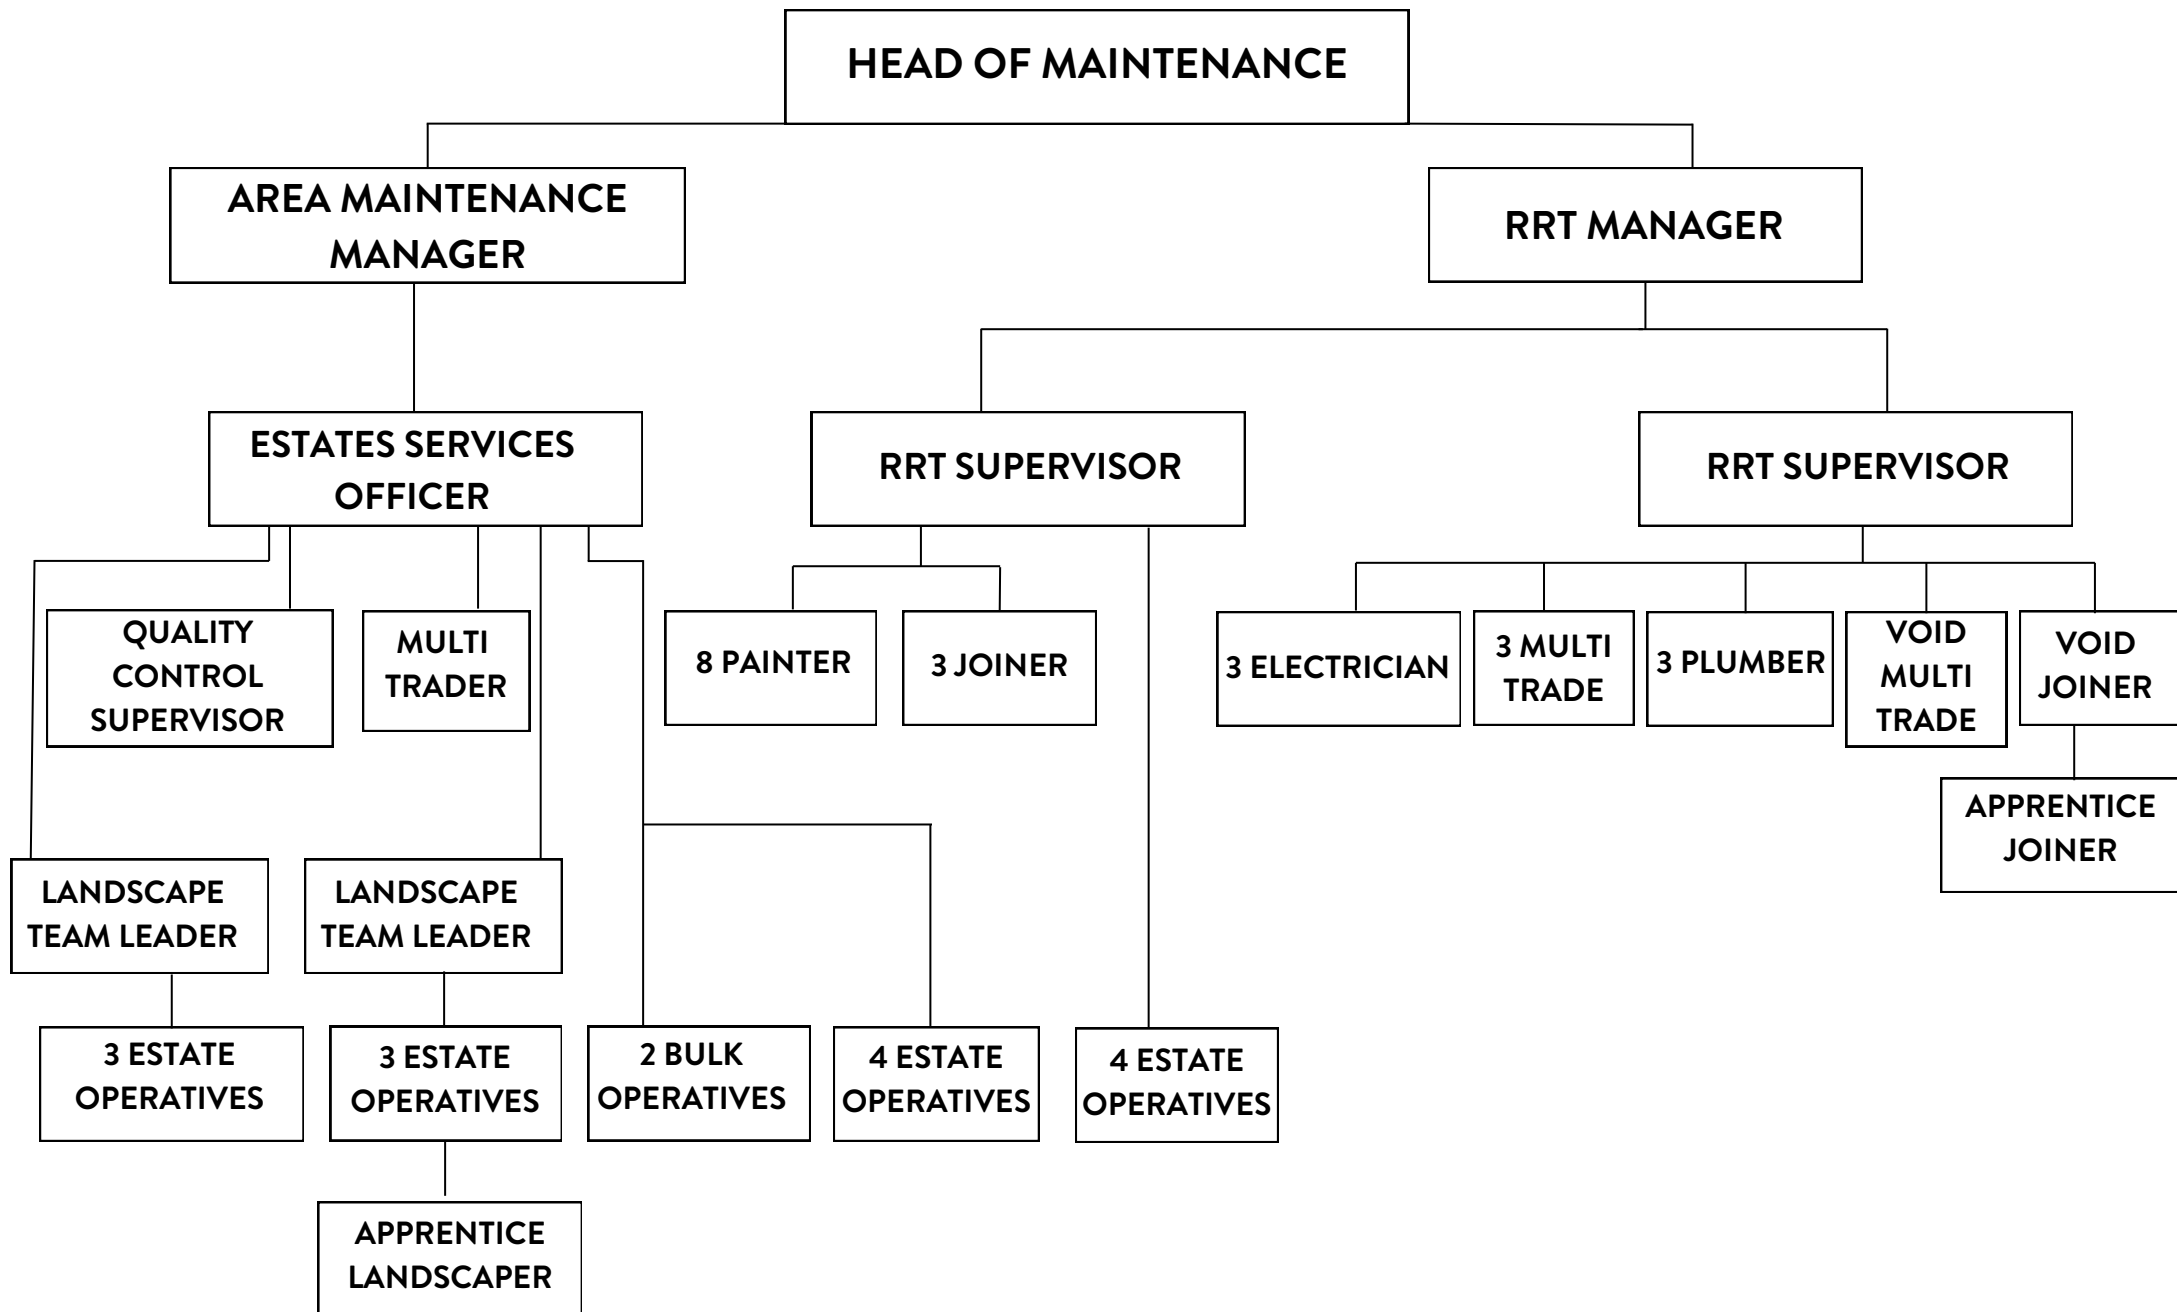 HEAD OF MAINTENANCE
AREA MAINTENANCE
MANAGER
RRT MANAGER
ESTATES SERVICES
OFFICER
RRT SUPERVISOR
RRT SUPERVISOR
QUALITY
CONTROL
SUPERVISOR
MULTI
TRADER
8 PAINTER
3 JOINER
3 ELECTRICIAN
3 MULTI
TRADE
3 PLUMBER
VOID
MULTI
TRADE
VOID
JOINER
APPRENTICE
JOINER
LANDSCAPE
TEAM LEADER
LANDSCAPE
TEAM LEADER
3 ESTATE
OPERATIVES
3 ESTATE
OPERATIVES
2 BULK
OPERATIVES
4 ESTATE
OPERATIVES
4 ESTATE
OPERATIVES
APPRENTICE
LANDSCAPER